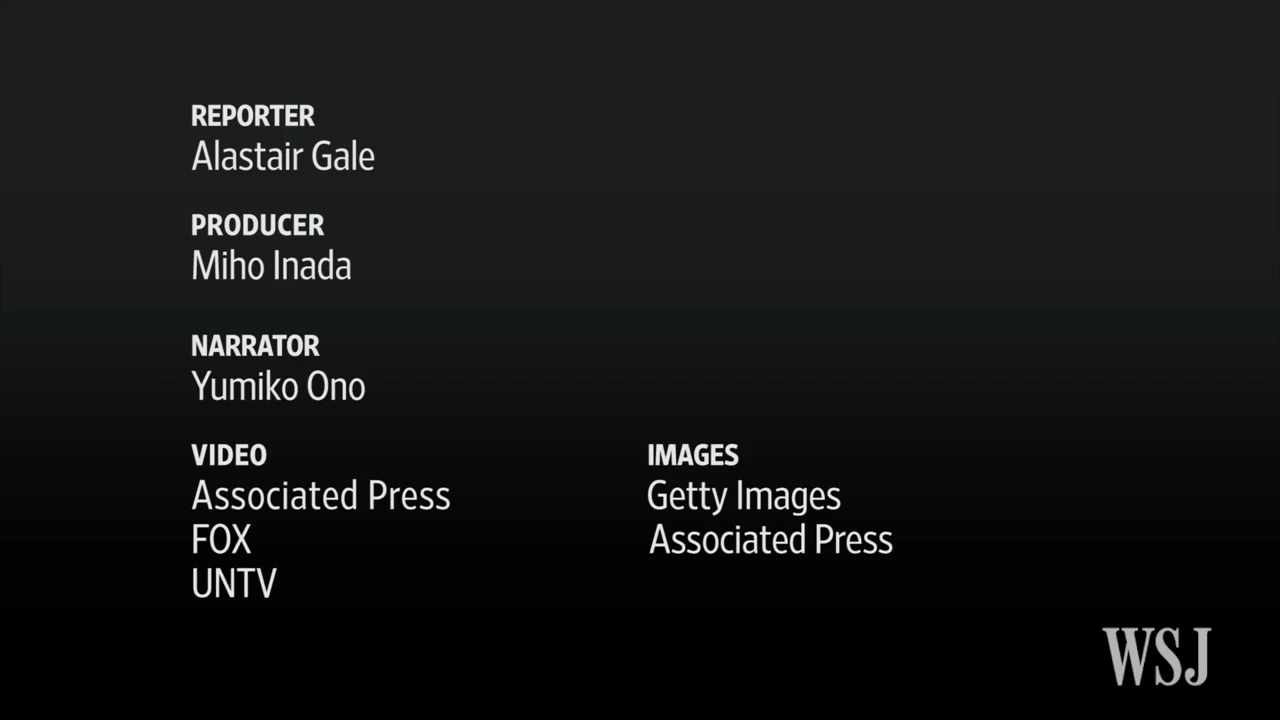 REPORTER
Alastair Gale
PRODUCER
Miho Inada
NARRATOR
Yumiko Ono
VIDEO
Associated Press
FOX
UNTV
IMAGES
Getty Images
Associated Press
WSJ